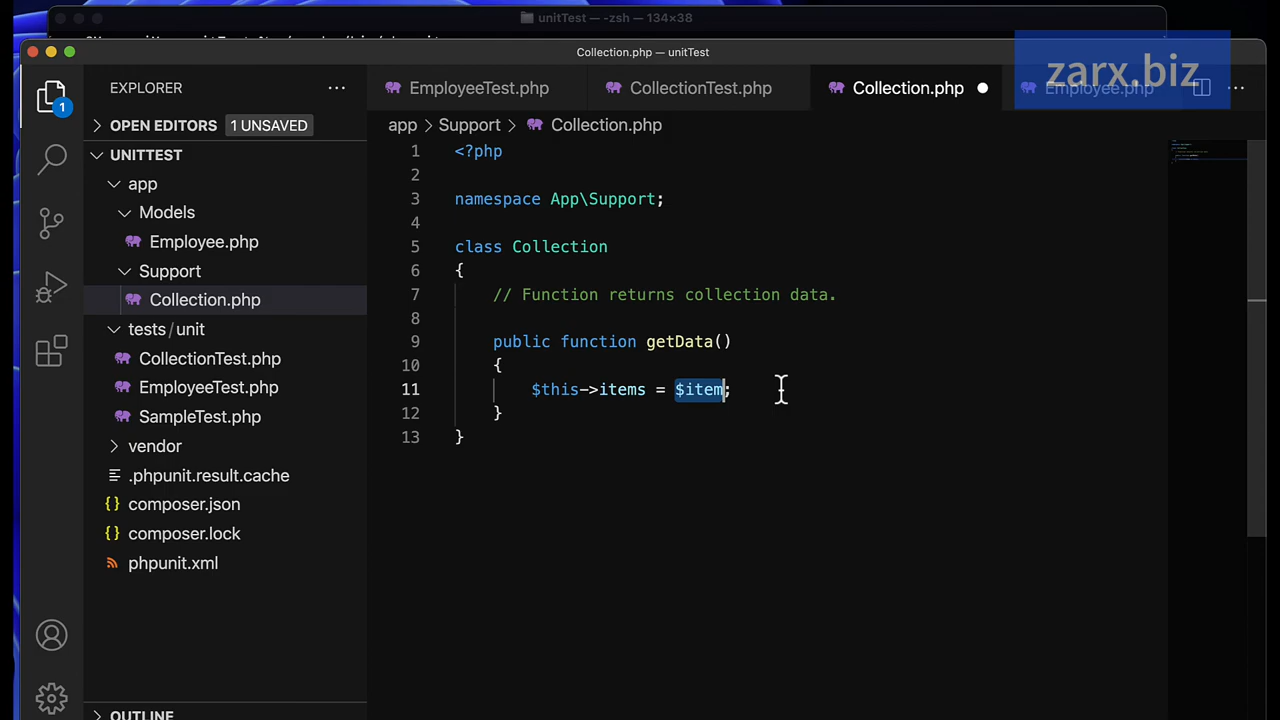 unitTest — -zsh — 134×38
Collection.php — unitTest
zarx.biz
EXPLORER
OPEN EDITORS 1 UNSAVED
UNITTEST
app
Models
Employee.php
Support
Collection.php
tests/unit
CollectionTest.php
EmployeeTest.php
SampleTest.php
vendor
.phpunit.result.cache
composer.json
composer.lock
phpunit.xml
OUTLINE
1
EmployeeTest.php CollectionTest.php Collection.php Employee.php
app > Support > Collection.php
1 <?php
2
3 namespace App\Support;
4
5 class Collection
6 {
7 // Function returns collection data.
8
9 public function getData()
10 {
11 $this->items = $item;
12 }
13 }